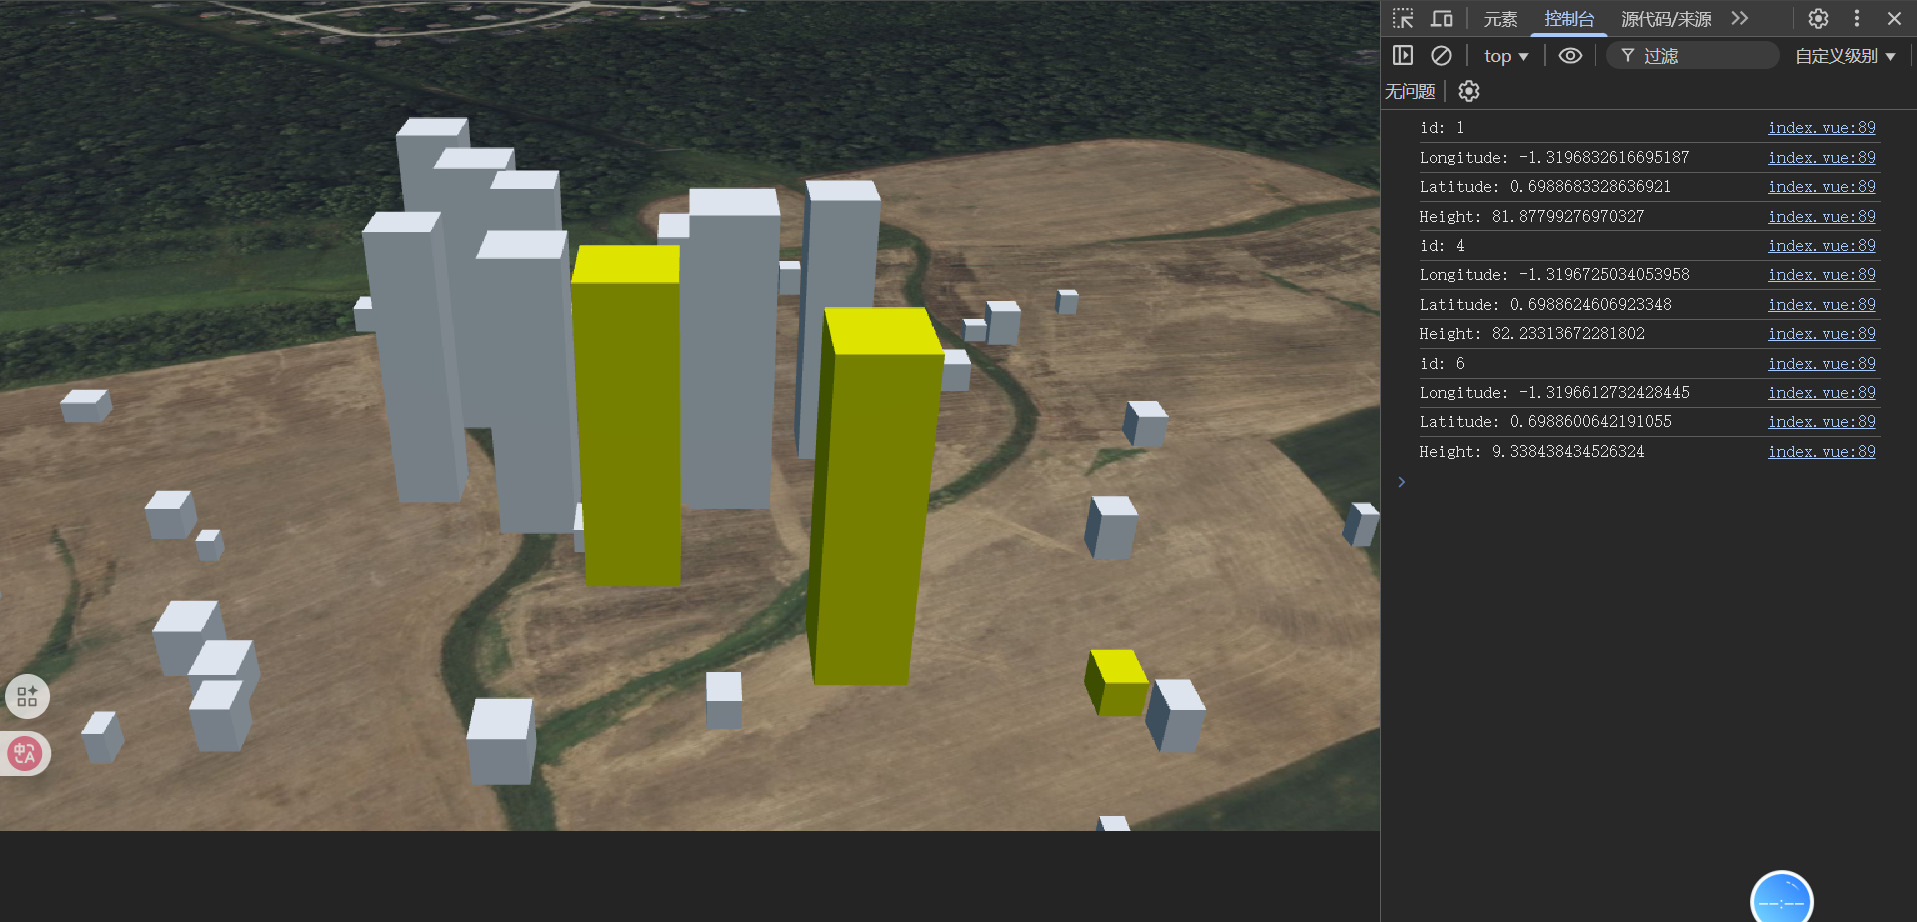 元素 控制台 源代码/来源
top 过滤 自定义级别
无问题
id: 1 index.vue:89
Longitude: -1.3196832616695187 index.vue:89
Latitude: 0.6988683328636921 index.vue:89
Height: 81.87799276970327 index.vue:89
id: 4 index.vue:89
Longitude: -1.3196725034053958 index.vue:89
Latitude: 0.6988624606923348 index.vue:89
Height: 82.23313672281802 index.vue:89
id: 6 index.vue:89
Longitude: -1.3196612732428445 index.vue:89
Latitude: 0.6988600642191055 index.vue:89
Height: 9.338438434526324 index.vue:89
中 A
--:--